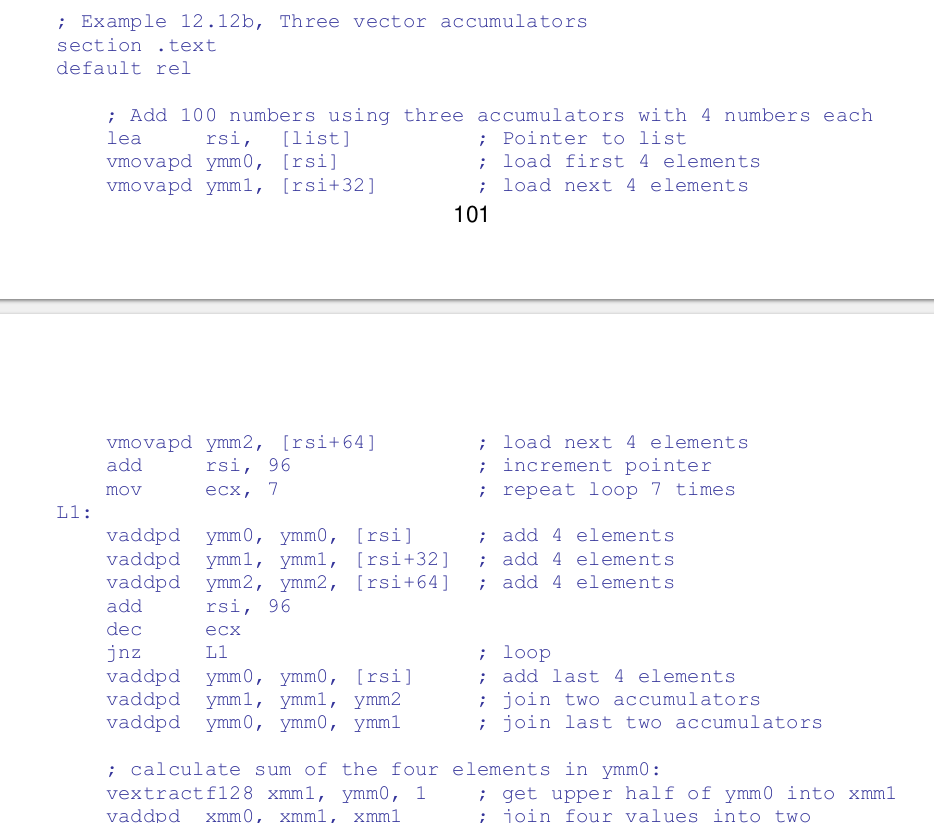 ; Example 12.12b, Three vector accumulators
section .text
default rel
; Add 100 numbers using three accumulators with 4 numbers each
lea     rsi,  [list]          ; Pointer to list
vmovapd ymm0, [rsi]           ; load first 4 elements
vmovapd ymm1, [rsi+32]        ; load next 4 elements
101
vmovapd ymm2, [rsi+64]        ; load next 4 elements
add     rsi, 96               ; increment pointer
mov     ecx, 7                ; repeat loop 7 times
L1:
vaddpd  ymm0, ymm0, [rsi]     ; add 4 elements
vaddpd  ymm1, ymm1, [rsi+32]  ; add 4 elements
vaddpd  ymm2, ymm2, [rsi+64]  ; add 4 elements
add     rsi, 96
dec     ecx
jnz     L1                    ; loop
vaddpd  ymm0, ymm0, [rsi]     ; add last 4 elements
vaddpd  ymm1, ymm1, ymm2      ; join two accumulators
vaddpd  ymm0, ymm0, ymm1      ; join last two accumulators
; calculate sum of the four elements in ymm0:
vextractf128 xmm1, ymm0, 1    ; get upper half of ymm0 into xmm1
vaddpd  xmm0, xmm1, xmm1      ; join four values into two